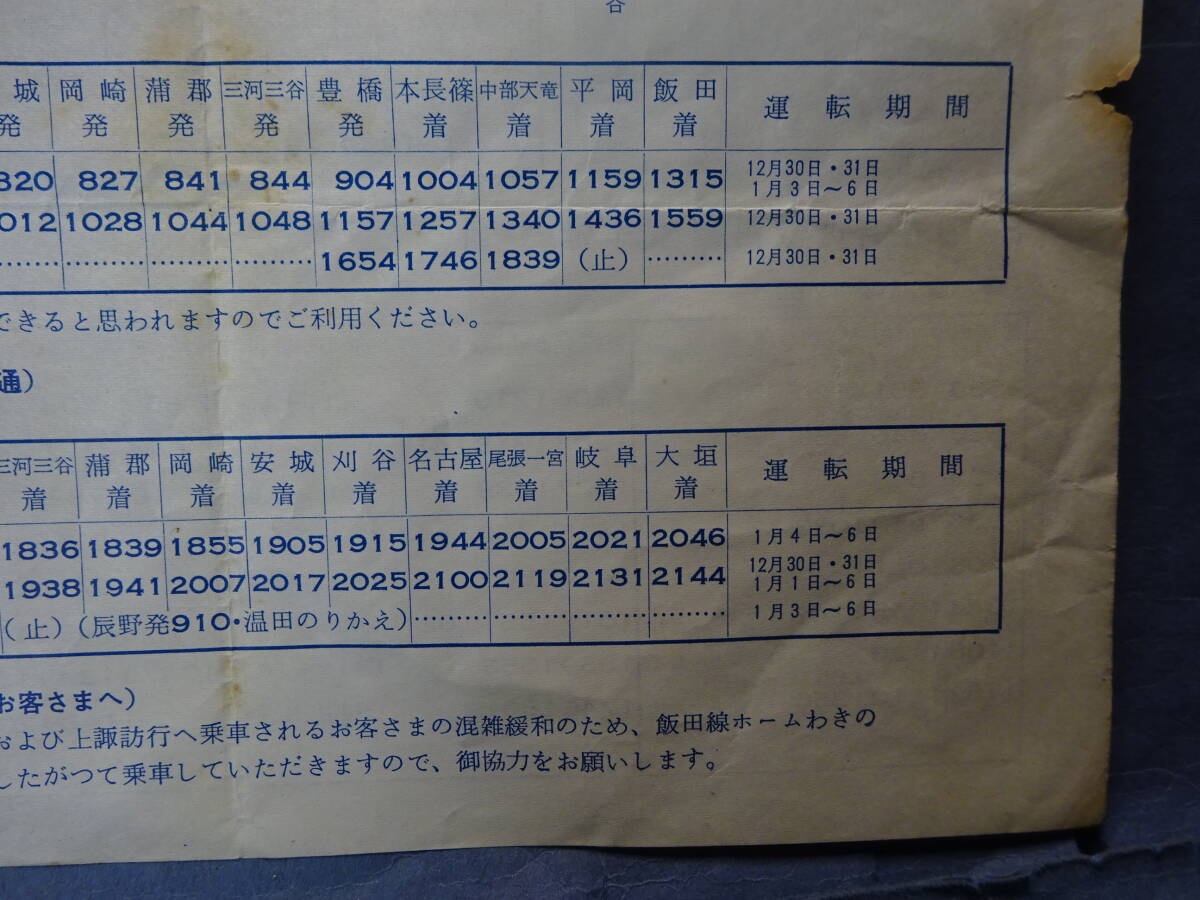 谷
城 岡崎 蒲郡 三河三谷 豊橋 本長篠 中部天竜 平岡 飯田 運転期間
発 発 発 発 発 着 着 着 着
820 827 841 844 904 1004 1057 1159 1315 12月30日・31日
1月3日～6日
1012 1028 1044 1048 1157 1257 1340 1436 1559 12月30日・31日
……… ……… ……… ……… 1654 1746 1839 (止) ……… 12月30日・31日
できると思われますのでご利用ください。
通)
三河三谷 蒲郡 岡崎 安城 刈谷 名古屋 尾張一宮 岐阜 大垣 運転期間
着 着 着 着 着 着 着 着 着
1836 1839 1855 1905 1915 1944 2005 2021 2046 1月4日～6日
12月30日・31日
1938 1941 2007 2017 2025 2100 2119 2131 2144 1月1日～6日
(止) (辰野発910・温田のりかえ) ……… ……… ……… ……… 1月3日～6日
お客さまへ)
および上諏訪行へ乗車されるお客さまの混雑緩和のため、飯田線ホームわきの
したがつて乗車していただきますので、御協力をお願いします。